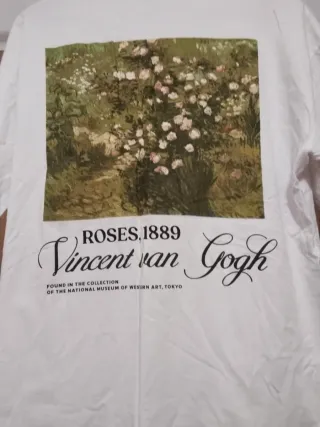 ROSES,1889
Vincent van Gogh
FOUND IN THE COLLECTION
OF THE NATIONAL MUSEUM OF WESTERN ART, TOKYO